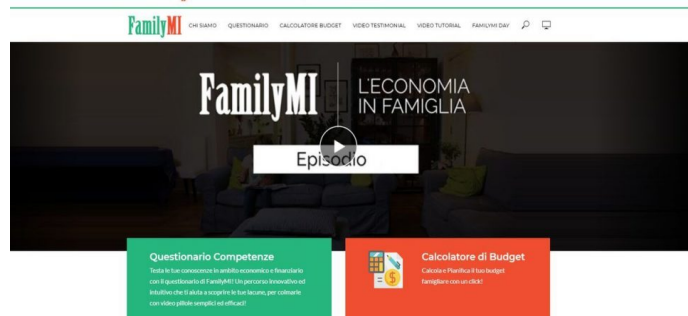 FamilyMI
CHI SIAMO QUESTIONARIO CALCOLATORE BUDGET VIDEO TESTIMONIAL VIDEO TUTORIAL FAMILYMI DAY
FamilyMI
L'ECONOMIA
IN FAMIGLIA
Episodio
Questionario Competenze
Testa le tue conoscenze in ambito economico e finanziario
con il questionario di FamilyMI! Un percorso innovativo ed
intuitivo che ti aiuta a scoprire le tue lacune, per colmarle
con video pillole semplici ed efficaci!
Calcolatore di Budget
Calcola e Pianifica il tuo budget
famigliare con un click!